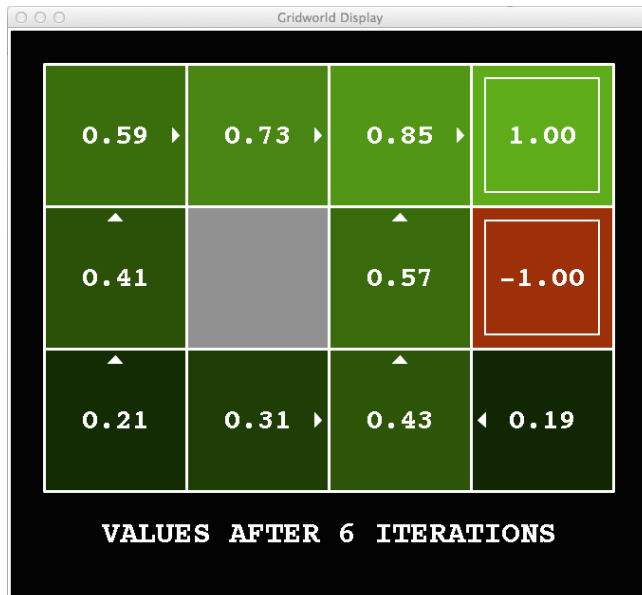 Gridworld Display
0.59 0.73 0.85 1.00
0.41 0.57 -1.00
0.21 0.31 0.43 0.19
VALUES AFTER 6 ITERATIONS